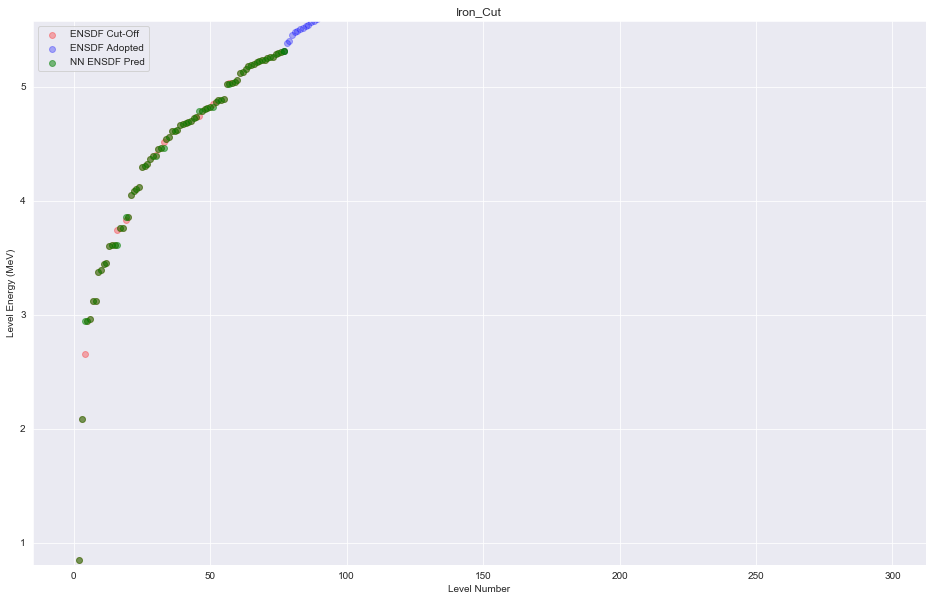 Iron_Cut
ENSDF Cut-Off
ENSDF Adopted
NN ENSDF Pred
Level Energy (MeV)
5
4
3
2
1
0 50 100 150 200 250 300
Level Number